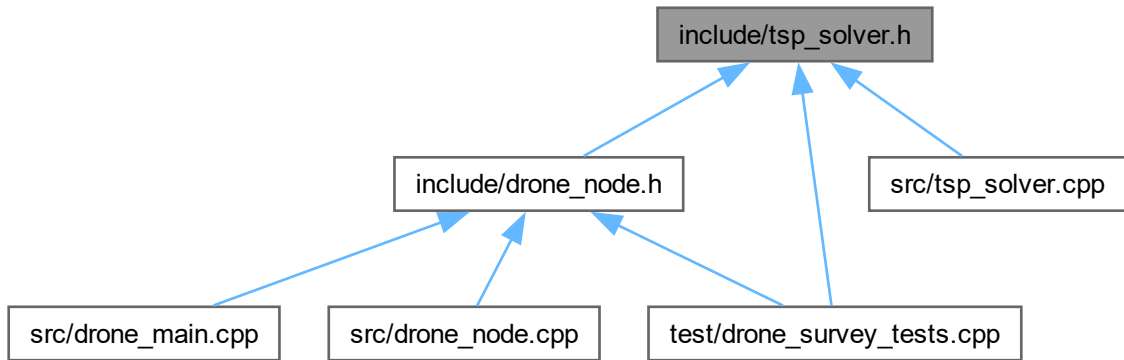 include/tsp_solver.h
include/drone_node.h
src/tsp_solver.cpp
src/drone_main.cpp
src/drone_node.cpp
test/drone_survey_tests.cpp